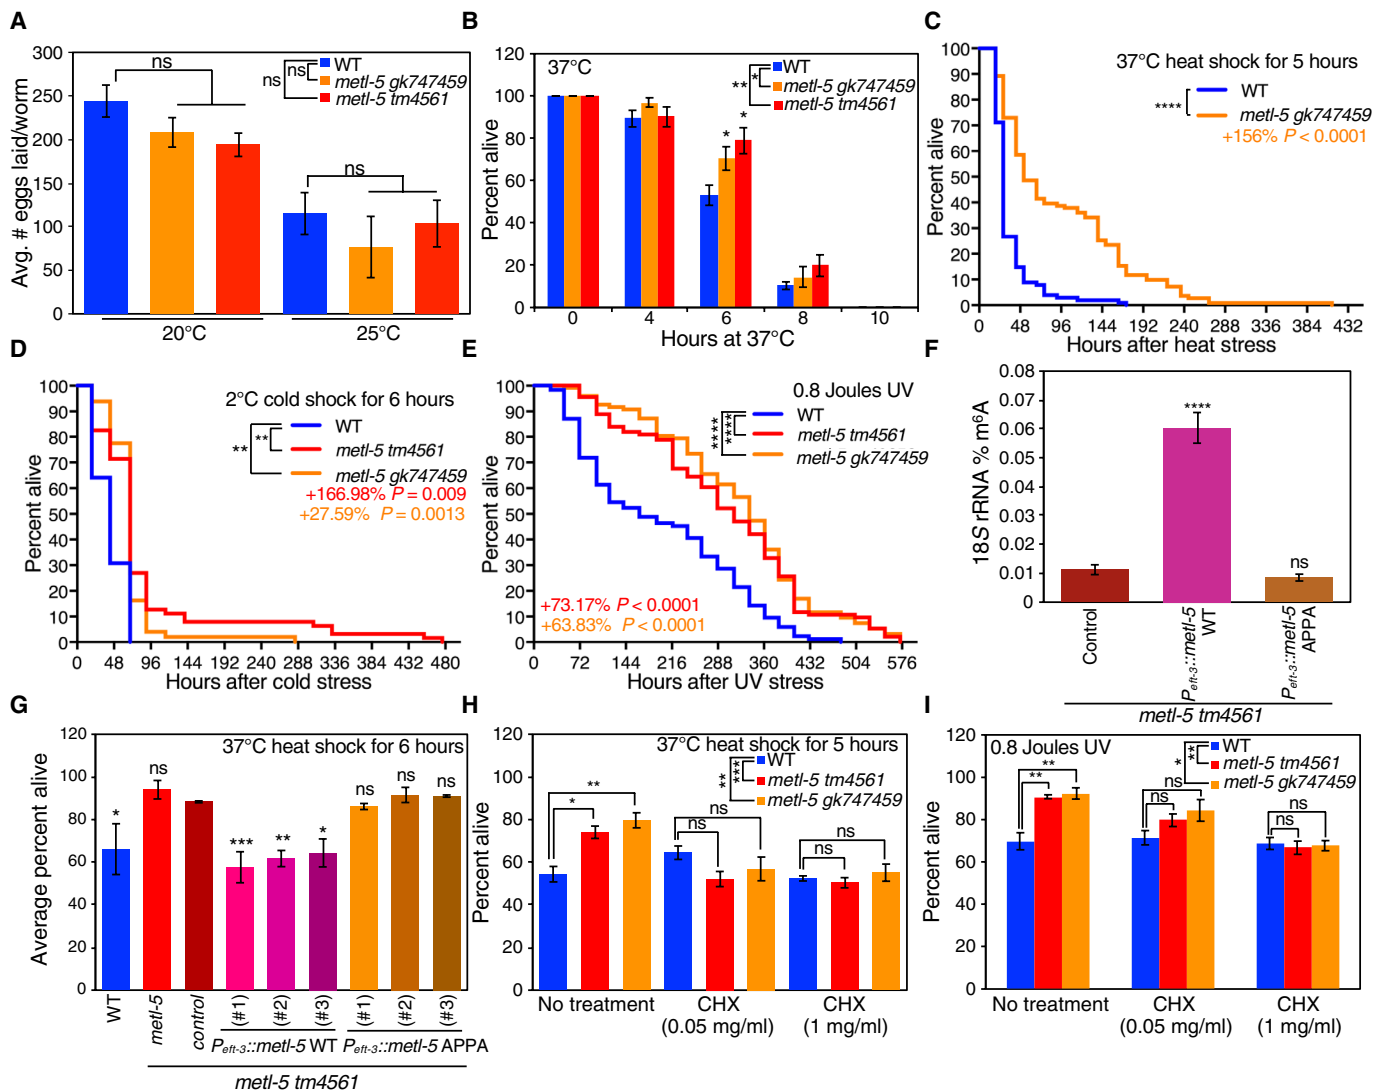 A
Avg. # eggs laid/worm
300
250
200
150
100
50
0
ns
ns
ns
ns
WT
metl-5 gk747459
metl-5 tm4561
20°C
25°C
B
Percent alive
120
100
80
60
40
20
0
37°C
**
*
WT
metl-5 gk747459
metl-5 tm4561
*
*
0 4 6 8 10
Hours at 37°C
C
Percent alive
100
90
80
70
60
50
40
30
20
10
0
37°C heat shock for 5 hours
****
WT
metl-5 gk747459
+156% P < 0.0001
0 48 96 144 192 240 288 336 384 432
Hours after heat stress
D
Percent alive
100
90
80
70
60
50
40
30
20
10
0
2°C cold shock for 6 hours
**
**
WT
metl-5 tm4561
metl-5 gk747459
+166.98% P = 0.009
+27.59% P = 0.0013
0 48 96 144 192 240 288 336 384 432 480
Hours after cold stress
E
Percent alive
100
90
80
70
60
50
40
30
20
10
0
0.8 Joules UV
****
****
WT
metl-5 tm4561
metl-5 gk747459
+73.17% P < 0.0001
+63.83% P < 0.0001
0 72 144 216 288 360 432 504 576
Hours after UV stress
F
18S rRNA % m⁶A
0.08
0.07
0.06
0.05
0.04
0.03
0.02
0.01
0
****
ns
Control
Peft-3::metl-5
WT
Peft-3::metl-5
APPA
metl-5 tm4561
G
Average percent alive
120
100
80
60
40
20
0
37°C heat shock for 6 hours
*
ns
***
**
*
ns
ns
ns
WT
metl-5
control
(#1)
(#2)
(#3)
(#1)
(#2)
(#3)
Peft-3::metl-5 WT
Peft-3::metl-5 APPA
metl-5 tm4561
H
Percent alive
120
100
80
60
40
20
0
37°C heat shock for 5 hours
**
***
WT
metl-5 tm4561
metl-5 gk747459
**
*
ns
ns
ns
ns
No treatment
CHX
(0.05 mg/ml)
CHX
(1 mg/ml)
I
Percent alive
120
100
80
60
40
20
0
0.8 Joules UV
*
**
WT
metl-5 tm4561
metl-5 gk747459
**
**
ns
ns
ns
ns
No treatment
CHX
(0.05 mg/ml)
CHX
(1 mg/ml)